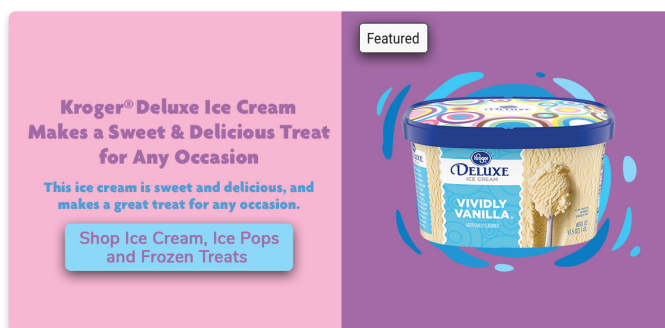 Featured
Kroger® Deluxe Ice Cream
Makes a Sweet & Delicious Treat
for Any Occasion
This ice cream is sweet and delicious, and
makes a great treat for any occasion.
Shop Ice Cream, Ice Pops
and Frozen Treats
Kroger
DELUXE
ICE CREAM
VIVIDLY
VANILLA